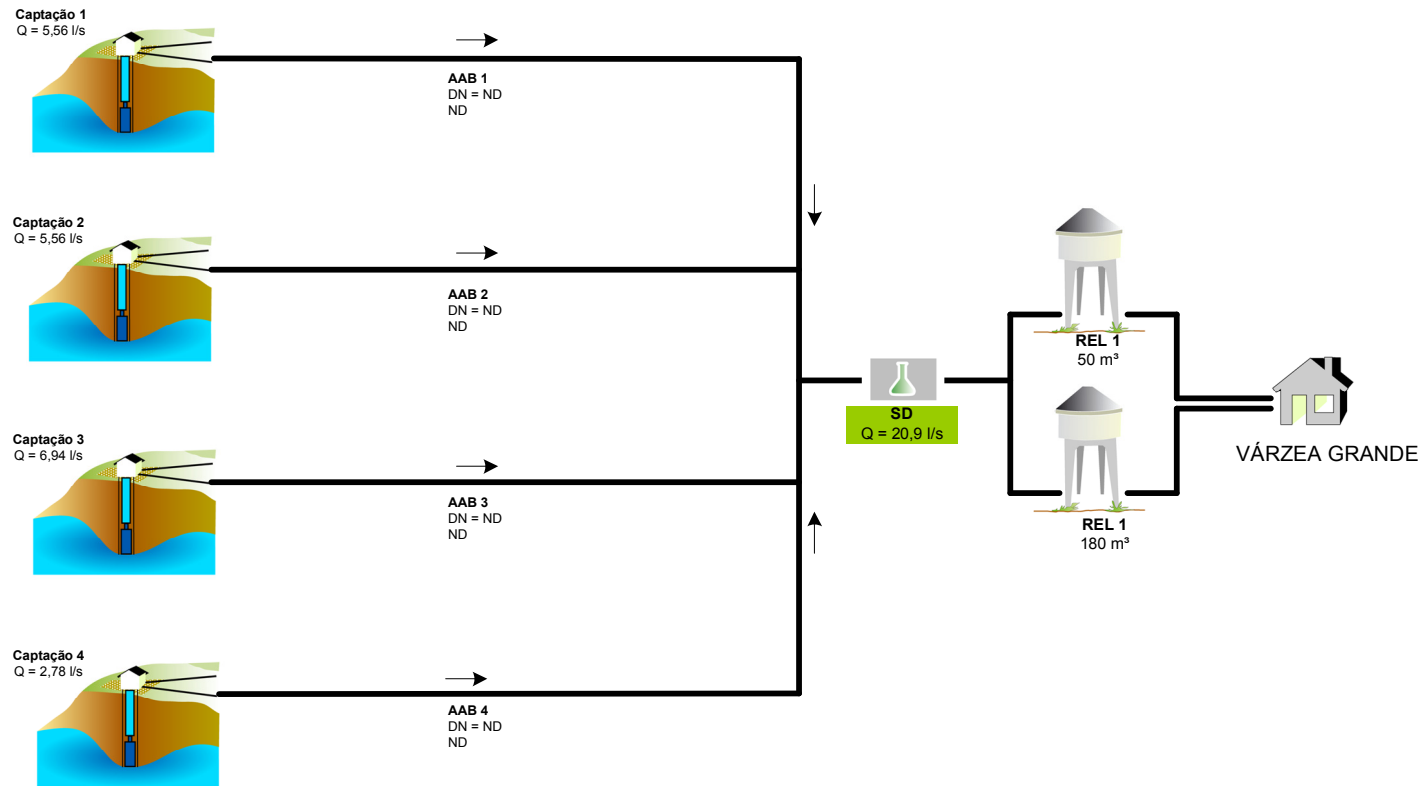 Captação 1
Q = 5,56 l/s
AAB 1
DN = ND
ND
Captação 2
Q = 5,56 l/s
AAB 2
DN = ND
ND
REL 1
50 m³
SD
Q = 20,9 l/s
VÁRZEA GRANDE
Captação 3
Q = 6,94 l/s
AAB 3
DN = ND
ND
REL 1
180 m³
Captação 4
Q = 2,78 l/s
AAB 4
DN = ND
ND